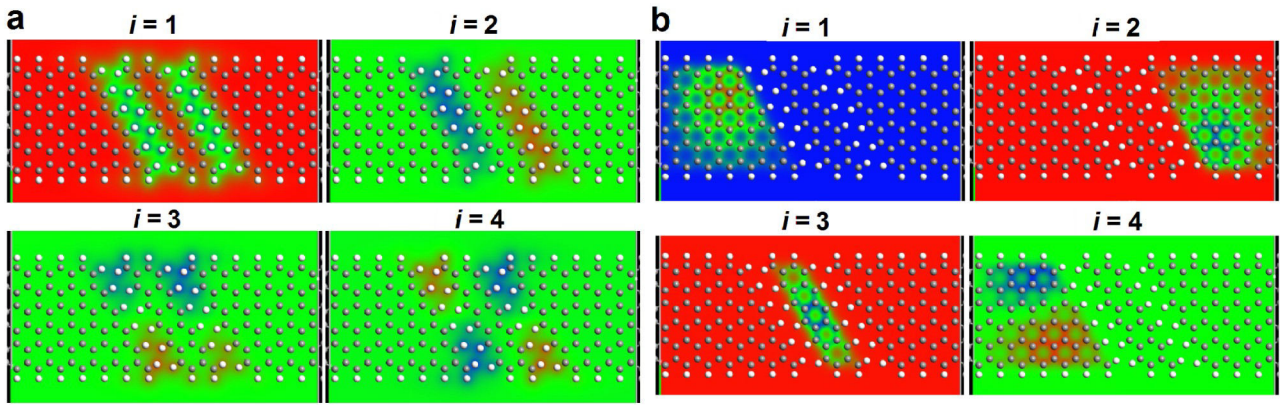 a
i = 1
i = 2
i = 3
i = 4
b
i = 1
i = 2
i = 3
i = 4